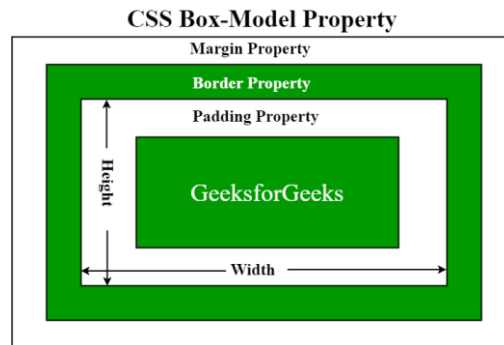 CSS Box-Model Property
Margin Property
Border Property
Padding Property
Height
GeeksforGeeks
Width